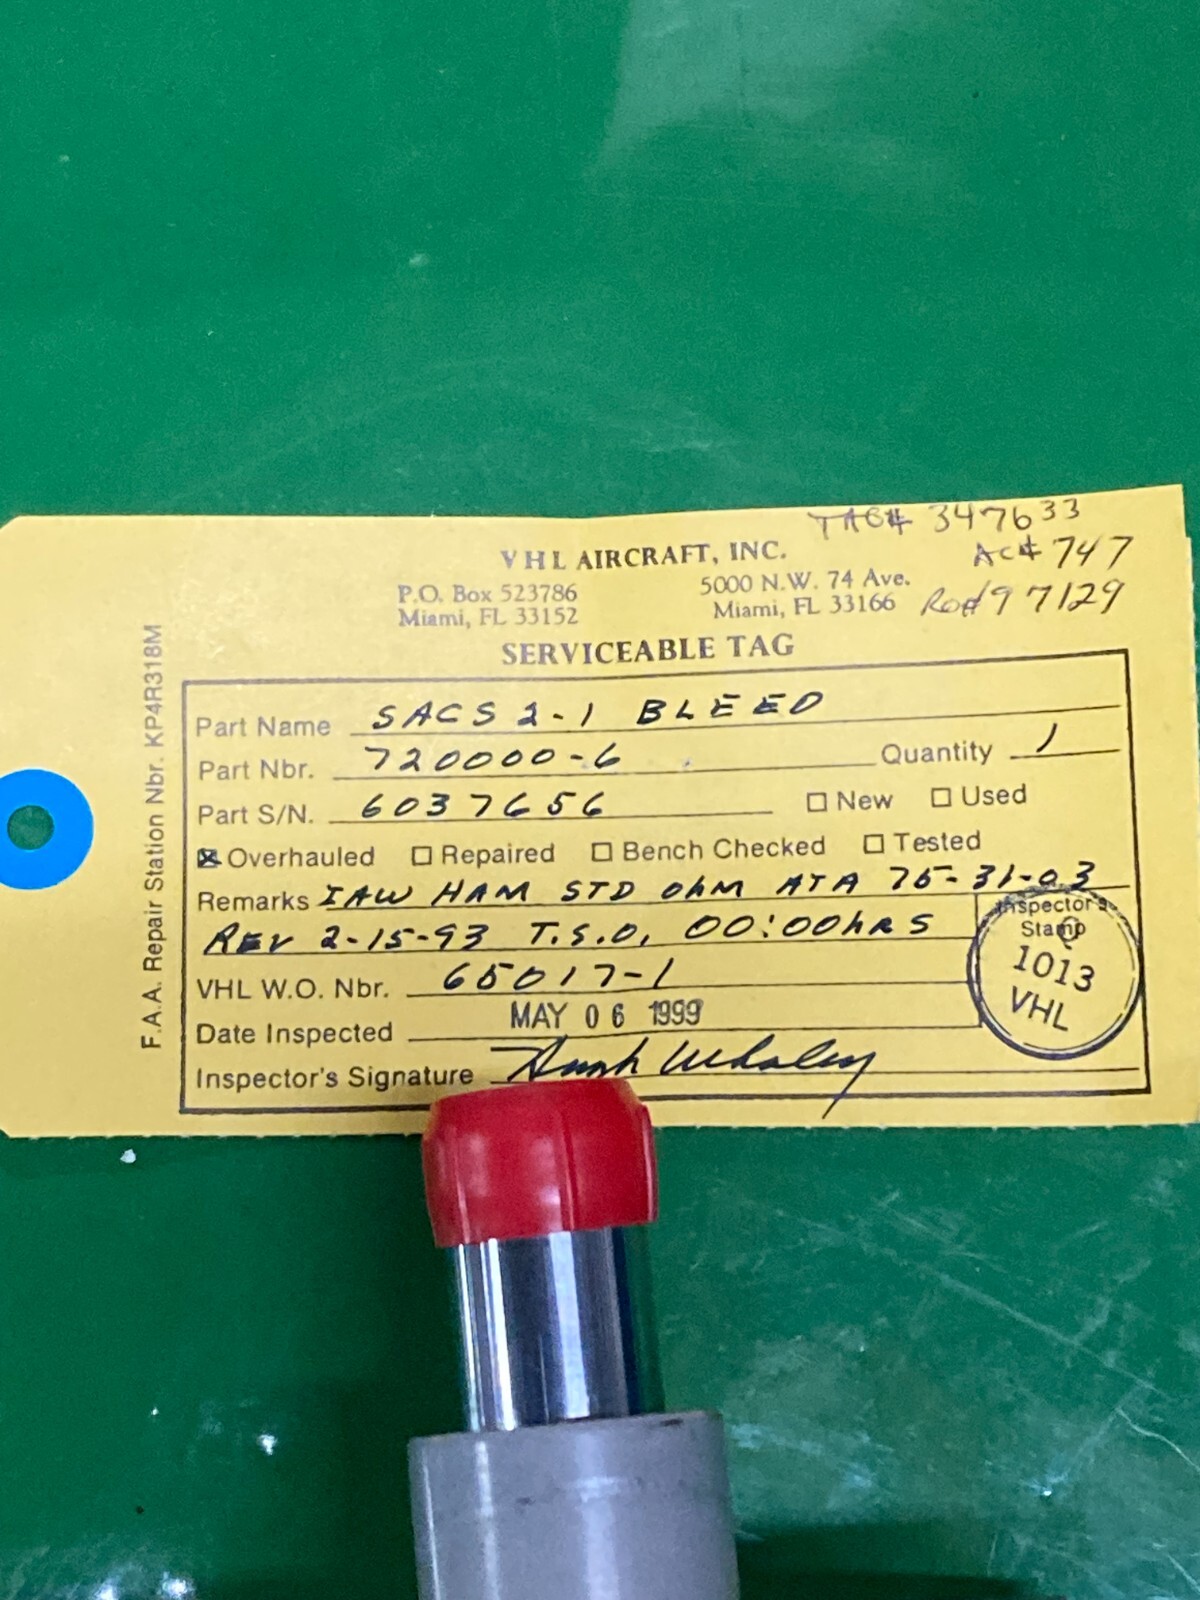 TAG# 347633
VHL AIRCRAFT, INC.
AC# 747
P.O. Box 523786
Miami, FL 33152
5000 N.W. 74 Ave.
Miami, FL 33166
RO# 97129
SERVICEABLE TAG
F.A.A. Repair Station Nbr. KP4R318M
Part Name SACS 2-1 BLEED
Part Nbr. 720000-6 Quantity 1
Part S/N. 6037656 ☐ New ☐ Used
☒ Overhauled ☐ Repaired ☐ Bench Checked ☐ Tested
Remarks IAW HAM STD OHM ATA 75-31-03
REV 2-15-93 T.S.O. 00:00hRS
VHL W.O. Nbr. 65017-1
Inspector's
Stamp
1013
VHL
Date Inspected MAY 06 1999
Inspector's Signature Whaley